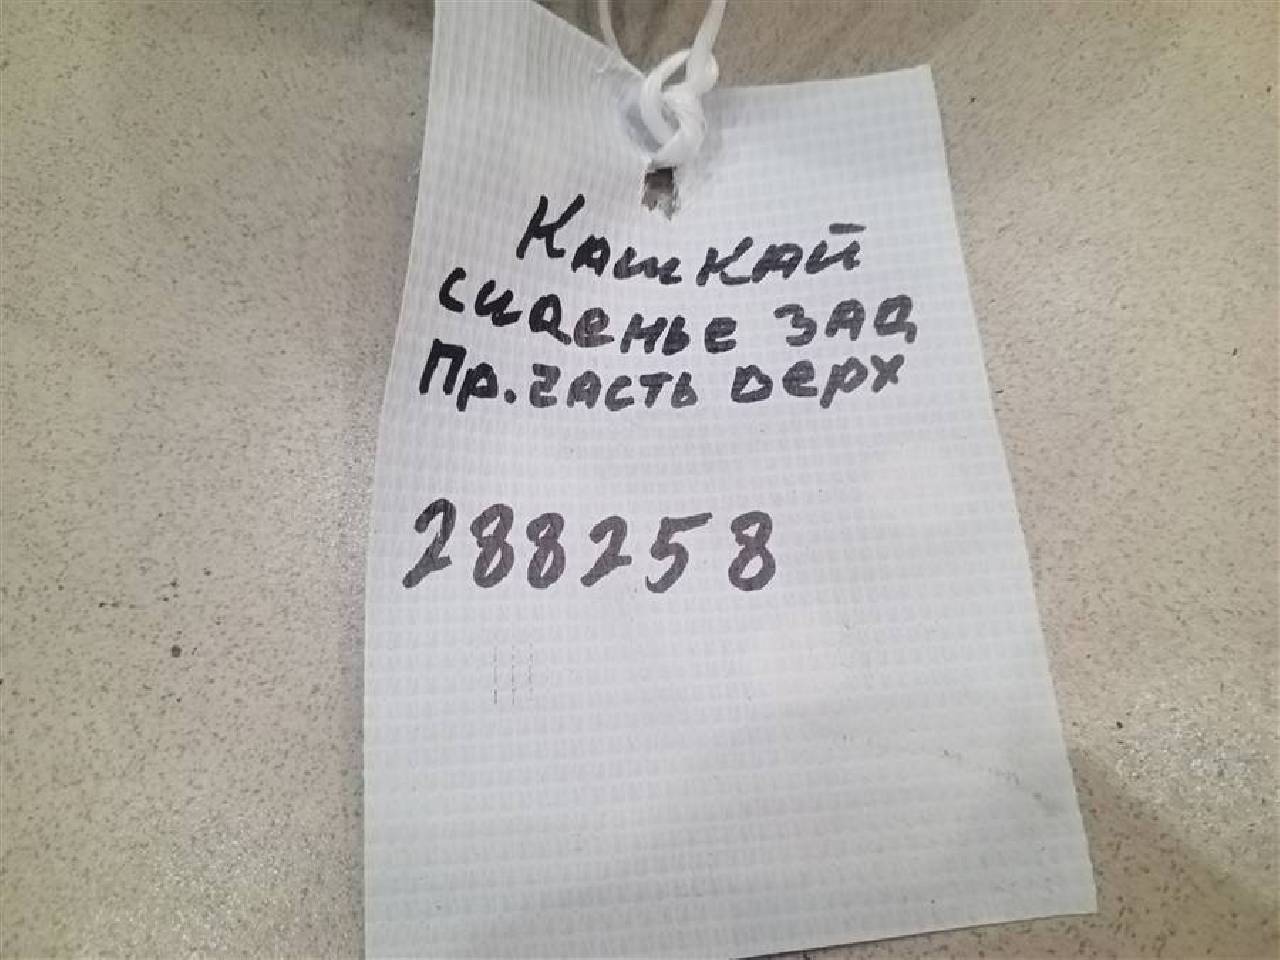 Кашкай
сиденье зад
Пр. часть верх
288258